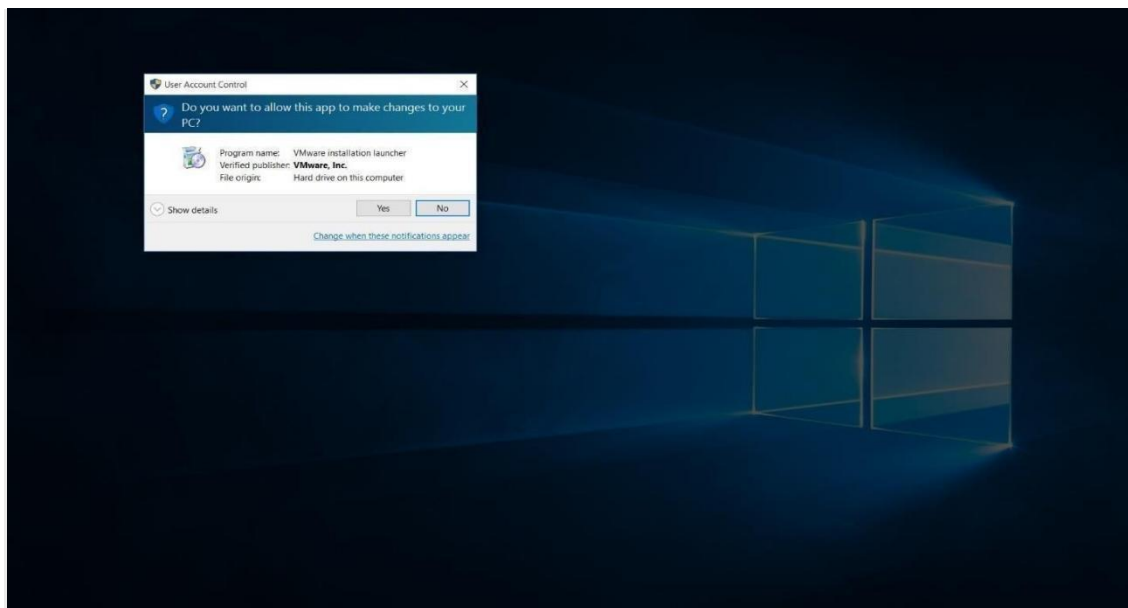 User Account Control
Do you want to allow this app to make changes to your
PC?
Program name: VMware installation launcher
Verified publisher: VMware, Inc.
File origin: Hard drive on this computer
Show details
Yes
No
Change when these notifications appear